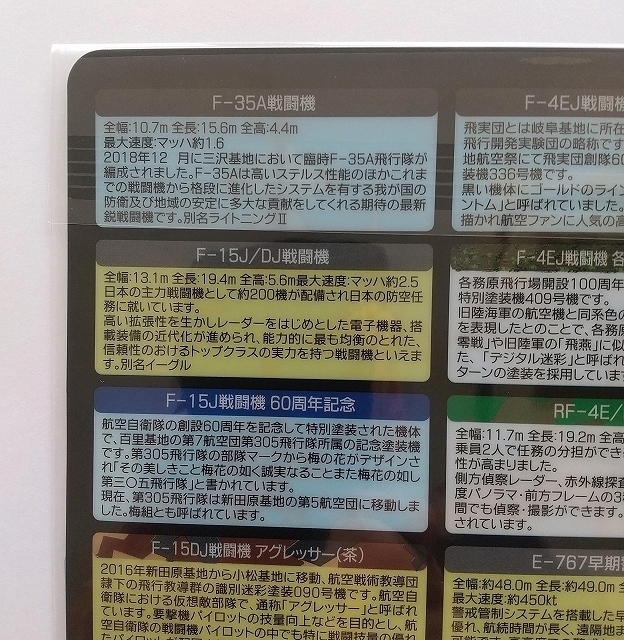 F-35A戦闘機
全幅:10.7m 全長:15.6m 全高:4.4m
最大速度:マッハ約1.6
2018年12 月に三沢基地において臨時F-35A飛行隊が
編成されました。F-35Aは高いステルス性能のほかこれま
での戦闘機から格段に進化したシステムを有する我が国の
防衛及び地域の安定に多大な貢献をしてくれる期待の最新
鋭戦闘機です。別名ライトニングⅡ
F-15J/DJ戦闘機
全幅:13.1m 全長:19.4m 全高:5.6m最大速度:マッハ約2.5
日本の主力戦闘機として約200機が配備され日本の防空任
務に就いています。
高い拡張性を生かしレーダーをはじめとした電子機器、搭
載装備の近代化が進められ、能力的に最も均衡のとれた、
信頼性のおけるトップクラスの実力を持つ戦闘機といえま
す。別名イーグル
F-15J戦闘機 60周年記念
航空自衛隊の創設60周年を記念して特別塗装された機体
で、百里基地の第7航空団第305飛行隊所属の記念塗装機
です。第305飛行隊の部隊マークから梅の花がデザインさ
れ「その美しきこと梅花の如く誠実なることまた梅花の如し
第三〇五飛行隊」と書かれています。
現在、第305飛行隊は新田原基地の第5航空団に移動しま
した。梅組とも呼ばれています。
F-15DJ戦闘機 アグレッサー(茶)
2016年新田原基地から小松基地に移動、航空戦術教導団
隷下の飛行教導群の識別迷彩塗装090号機です。航空自
衛隊における仮想敵部隊で、通称「アグレッサー」と呼ばれ
ています。要撃機パイロットの技量向上などを目的とし、航
空自衛隊の戦闘機パイロットの中でも特に戦闘技量の優れ
F-4EJ戦闘機
飛実団とは岐阜基地に所在
飛行開発実験団の略称です
地航空祭にて飛実団創隊60
装機336号機です。
黒い機体にゴールドのライン
ントム」と呼ばれていました。
描かれ航空ファンに人気の高
F-4EJ戦闘機 各
各務原飛行場開設100周年
特別塗装機409号機です。
旧陸海軍の航空機と同系色の
を表現したとのことで、各務原
零戦」や旧陸軍の「飛燕」に似
た、「デジタル迷彩」と呼ばれ
ターンの塗装を採用しています
RF-4E/
全幅:11.7m 全長:19.2m 全高
乗員2人で任務の分担ができ
性が高まりました。
側方偵察レーダー、赤外線探査
度パノラマ・前方フレームの3種
間でも偵察・撮影ができます。
E-767早期警
全幅:約48.0m 全長:約49.0m 全
最大速度:約450kt
警戒管制システムを搭載した早
優れ、航続時間が長く、遠隔地ま